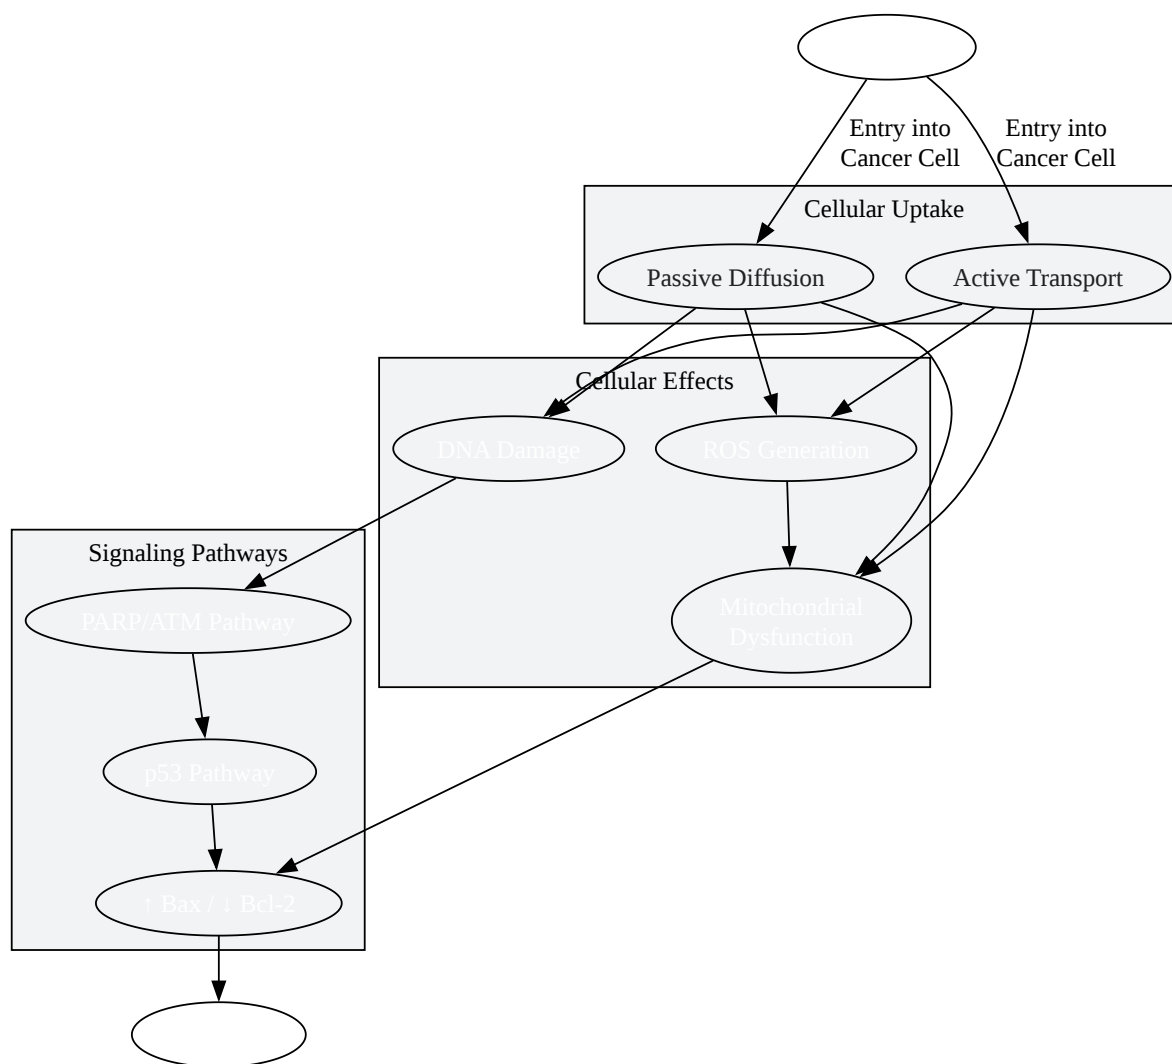 Entry into
Cancer Cell
Entry into
Cancer Cell
Cellular Uptake
Passive Diffusion
Active Transport
Cellular Effects
DNA Damage
ROS Generation
Signaling Pathways
PARP/ATM Pathway
Mitochondrial
Dysfunction
p53 Pathway
↑ Bax / ↓ Bcl-2